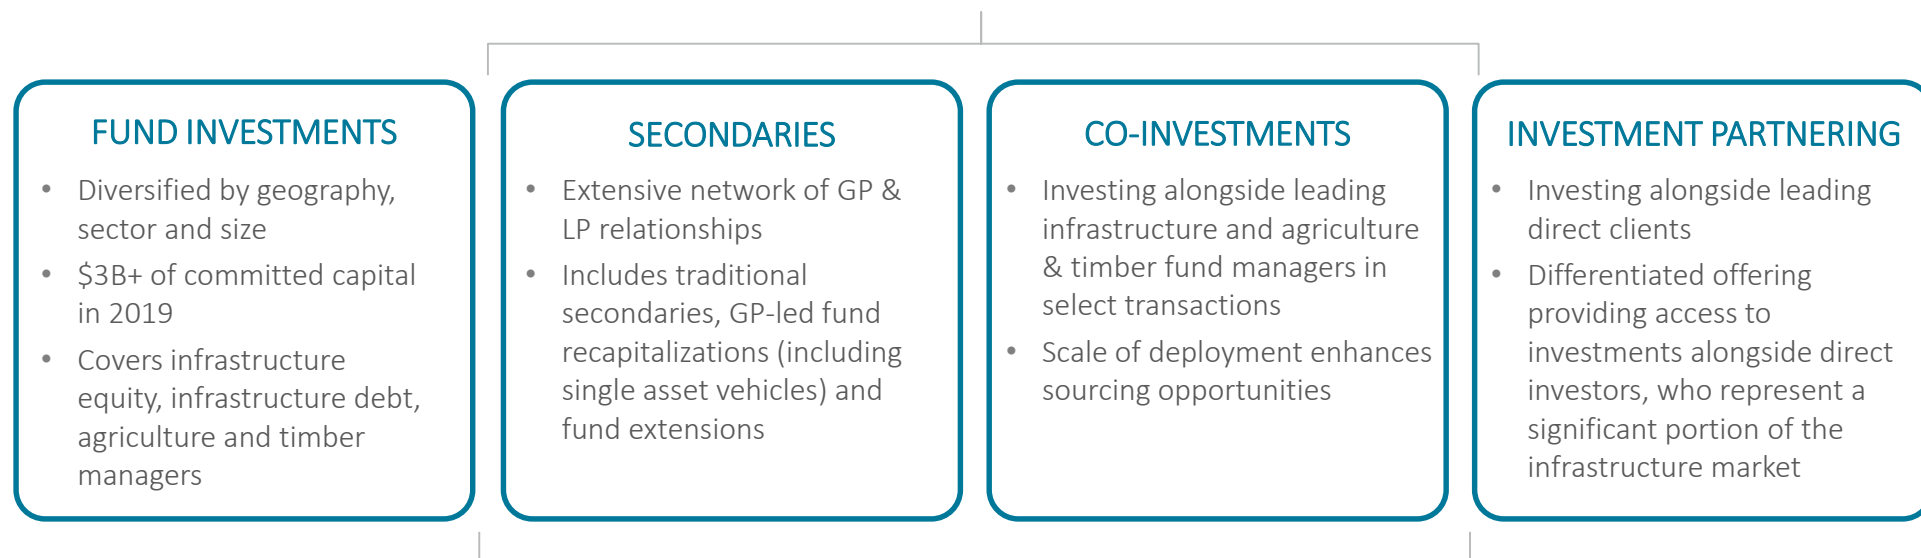 FUND INVESTMENTS
• Diversified by geography,
sector and size
• $3B+ of committed capital
in 2019
• Covers infrastructure
equity, infrastructure debt,
agriculture and timber
managers
SECONDARIES
• Extensive network of GP &
LP relationships
• Includes traditional
secondaries, GP-led fund
recapitalizations (including
single asset vehicles) and
fund extensions
CO-INVESTMENTS
• Investing alongside leading
infrastructure and agriculture
& timber fund managers in
select transactions
• Scale of deployment enhances
sourcing opportunities
INVESTMENT PARTNERING
• Investing alongside leading
direct clients
• Differentiated offering
providing access to
investments alongside direct
investors, who represent a
significant portion of the
infrastructure market